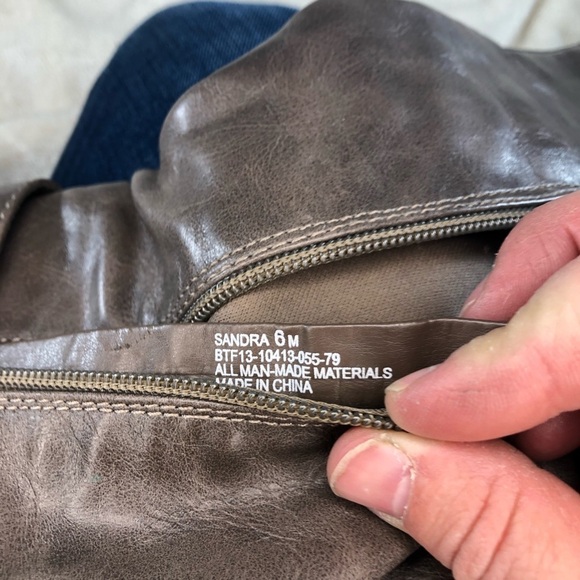 SANDRA 6 M
BTF13-10413-055-79
ALL MAN-MADE MATERIALS
MADE IN CHINA